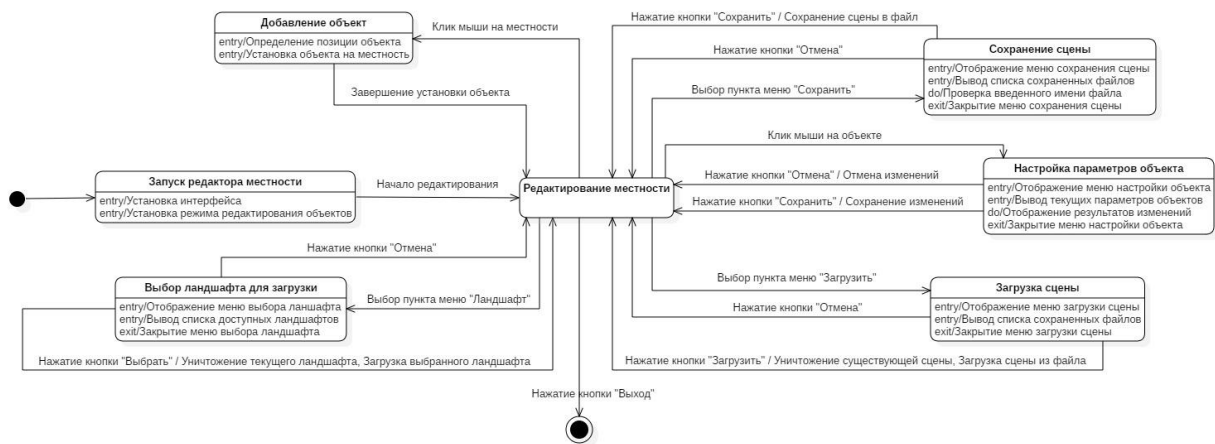 Добавление объект
entry/Определение позиции объекта
entry/Установка объекта на местность
Клик мыши на местности
Завершение установки объекта
Нажатие кнопки "Сохранить" / Сохранение сцены в файл
Нажатие кнопки "Отмена"
Выбор пункта меню "Сохранить"
Сохранение сцены
entry/Отображение меню сохранения сцены
entry/Вывод списка сохраненных файлов
do/Проверка введенного имени файла
exit/Закрытие меню сохранения сцены
Запуск редактора местности
entry/Установка интерфейса
entry/Установка режима редактирования объектов
Начало редактирования
Редактирование местности
Клик мыши на объекте
Нажатие кнопки "Отмена" / Отмена изменений
Нажатие кнопки "Сохранить" / Сохранение изменений
Настройка параметров объекта
entry/Отображение меню настройки объекта
entry/Вывод текущих параметров объектов
do/Отображение результатов изменений
exit/Закрытие меню настройки объекта
Нажатие кнопки "Отмена"
Выбор ландшафта для загрузки
entry/Отображение меню выбора ланшафта
entry/Вывод списка доступных ландшафтов
exit/Закрытие меню выбора ландшафта
Выбор пункта меню "Ландшафт"
Нажатие кнопки "Выбрать" / Уничтожение текущего ландшафта, Загрузка выбранного ландшафта
Выбор пункта меню "Загрузить"
Нажатие кнопки "Отмена"
Загрузка сцены
entry/Отображение меню загрузки сцены
entry/Вывод списка сохраненных файлов
exit/Закрытие меню загрузки сцены
Нажатие кнопки "Загрузить" / Уничтожение существующей сцены, Загрузка сцены из файла
Нажатие кнопки "Выход"